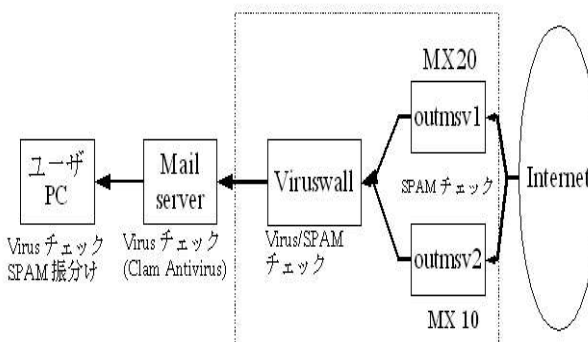 MX20
outmsv1
SPAMチェック
outmsv2
MX 10
Internet
Viruswall
Virus/SPAM
チェック
Mail
server
Virusチェック
(Clam Antivirus)
ユーザ
PC
Virusチェック
SPAM振分け